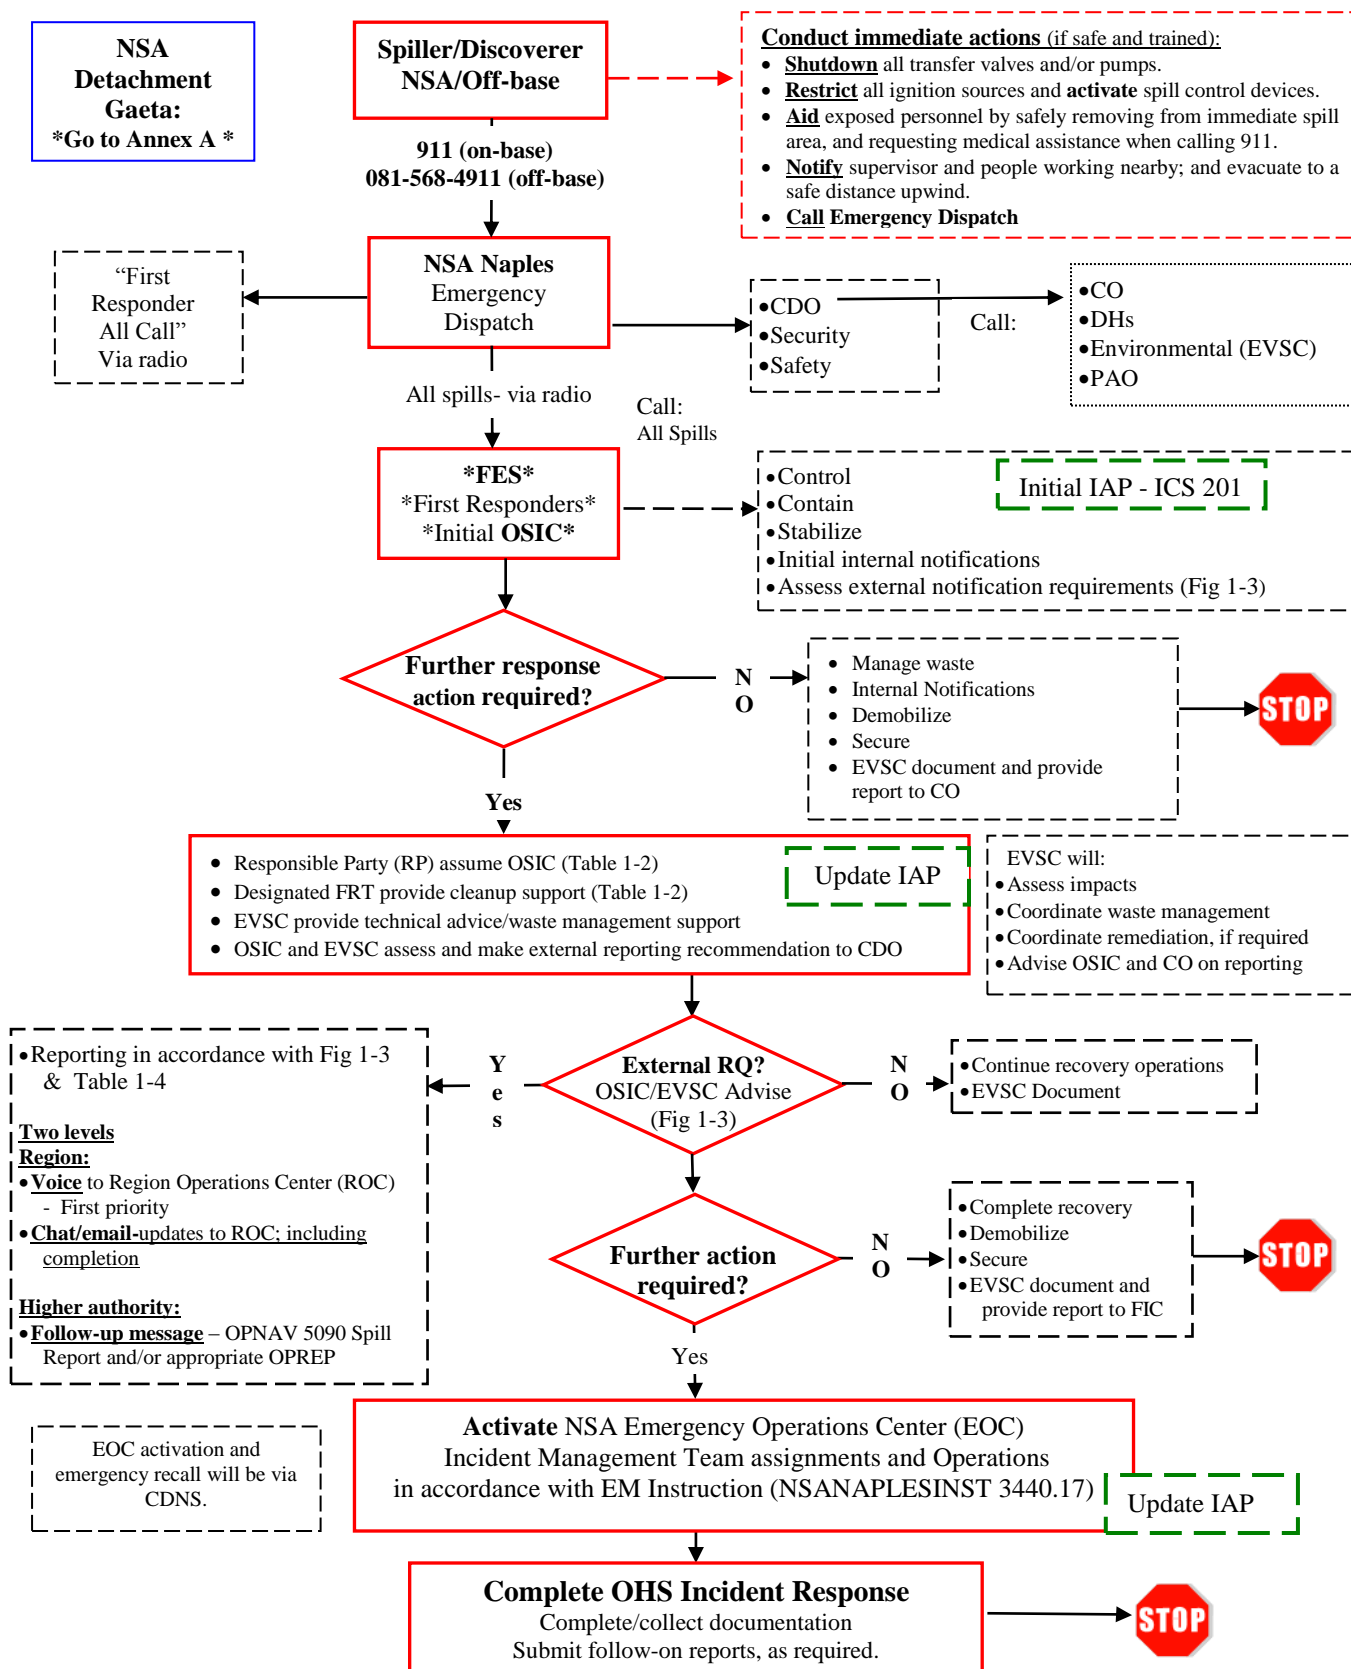 NSA
Detachment
Gaeta:
*Go to Annex A *
Spiller/Discoverer
NSA/Off-base
Conduct immediate actions (if safe and trained):
• Shutdown all transfer valves and/or pumps.
• Restrict all ignition sources and activate spill control devices.
• Aid exposed personnel by safely removing from immediate spill
area, and requesting medical assistance when calling 911.
• Notify supervisor and people working nearby; and evacuate to a
safe distance upwind.
• Call Emergency Dispatch
911 (on-base)
081-568-4911 (off-base)
“First
Responder
All Call”
Via radio
NSA Naples
Emergency
Dispatch
•CDO
•Security
•Safety
Call:
•CO
•DHs
•Environmental (EVSC)
•PAO
All spills- via radio
Call:
All Spills
*FES*
*First Responders*
*Initial OSIC*
•Control
•Contain
•Stabilize
•Initial internal notifications
•Assess external notification requirements (Fig 1-3)
Initial IAP - ICS 201
Further response
action required?
N
O
• Manage waste
• Internal Notifications
• Demobilize
• Secure
• EVSC document and provide
report to CO
STOP
Yes
• Responsible Party (RP) assume OSIC (Table 1-2)
• Designated FRT provide cleanup support (Table 1-2)
• EVSC provide technical advice/waste management support
• OSIC and EVSC assess and make external reporting recommendation to CDO
Update IAP
EVSC will:
•Assess impacts
•Coordinate waste management
•Coordinate remediation, if required
•Advise OSIC and CO on reporting
•Reporting in accordance with Fig 1-3
& Table 1-4
Two levels
Region:
•Voice to Region Operations Center (ROC)
- First priority
•Chat/email-updates to ROC; including
completion
Higher authority:
•Follow-up message – OPNAV 5090 Spill
Report and/or appropriate OPREP
Y
e
s
External RQ?
OSIC/EVSC Advise
(Fig 1-3)
N
O
•Continue recovery operations
•EVSC Document
Further action
required?
N
O
•Complete recovery
•Demobilize
•Secure
•EVSC document and
provide report to FIC
STOP
Yes
EOC activation and
emergency recall will be via
CDNS.
Activate NSA Emergency Operations Center (EOC)
Incident Management Team assignments and Operations
in accordance with EM Instruction (NSANAPLESINST 3440.17)
Update IAP
Complete OHS Incident Response
Complete/collect documentation
Submit follow-on reports, as required.
STOP